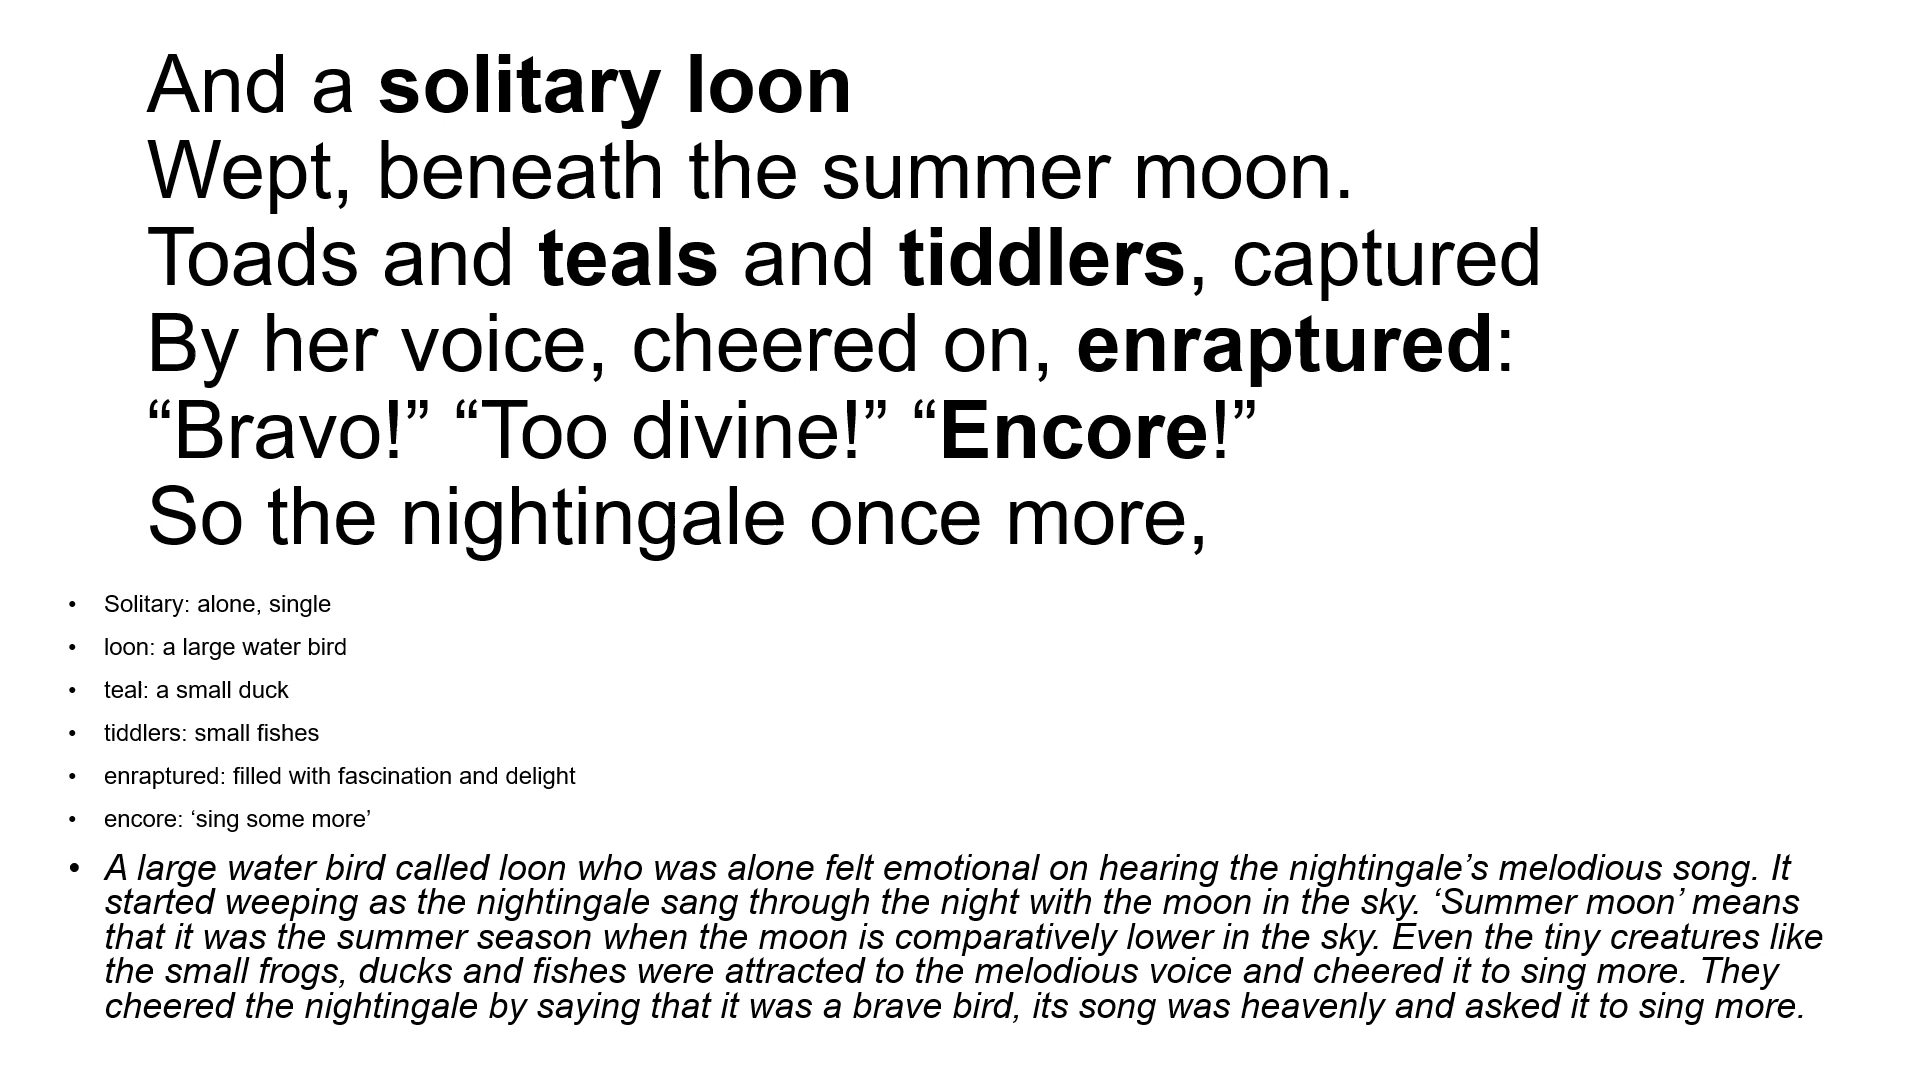 And a solitary loon
Wept, beneath the summer moon.
Toads and teals and tiddlers, captured
By her voice, cheered on, enraptured:
“Bravo!” “Too divine!” “Encore!”
So the nightingale once more,
• Solitary: alone, single
• loon: a large water bird
• teal: a small duck
• tiddlers: small fishes
• enraptured: filled with fascination and delight
• encore: ‘sing some more’
• A large water bird called loon who was alone felt emotional on hearing the nightingale’s melodious song. It
started weeping as the nightingale sang through the night with the moon in the sky. ‘Summer moon’ means
that it was the summer season when the moon is comparatively lower in the sky. Even the tiny creatures like
the small frogs, ducks and fishes were attracted to the melodious voice and cheered it to sing more. They
cheered the nightingale by saying that it was a brave bird, its song was heavenly and asked it to sing more.